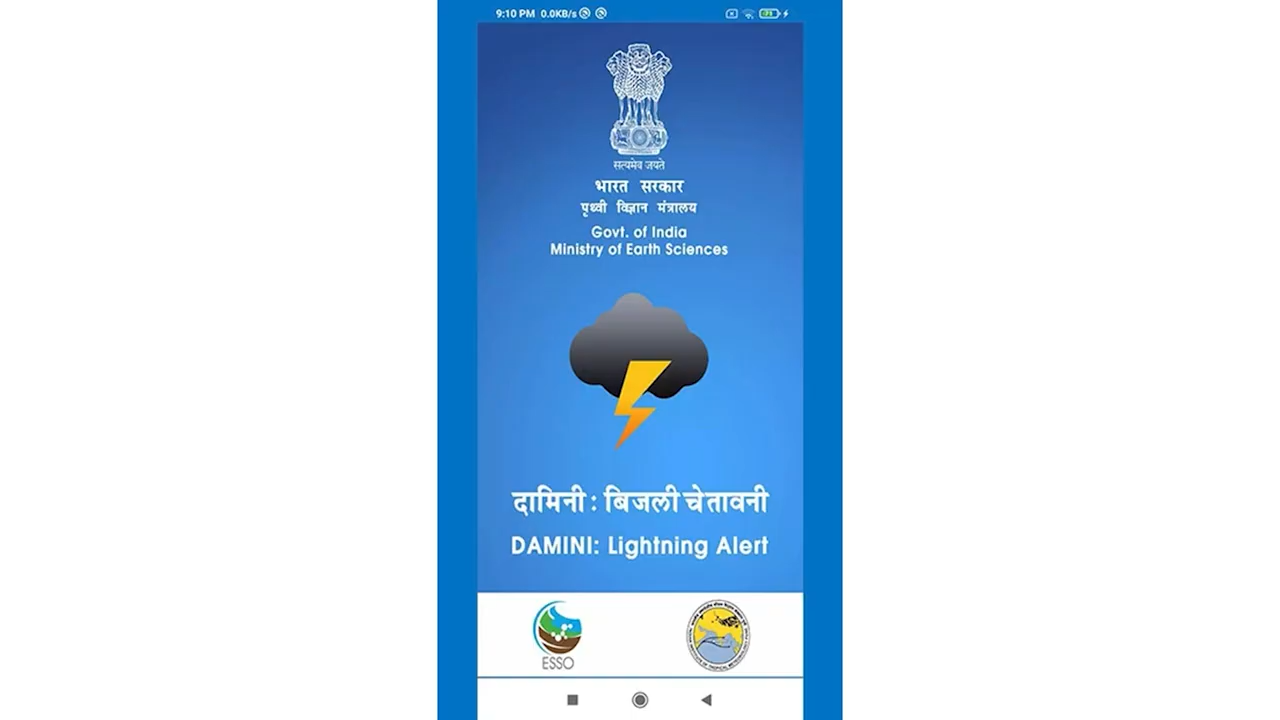 9:10 PM 0.0KB/s
सत्यमेव जयते
भारत सरकार
पृथ्वी विज्ञान मंत्रालय
Govt. of India
Ministry of Earth Sciences
दामिनी : बिजली चेतावनी
DAMINI: Lightning Alert
ESSO